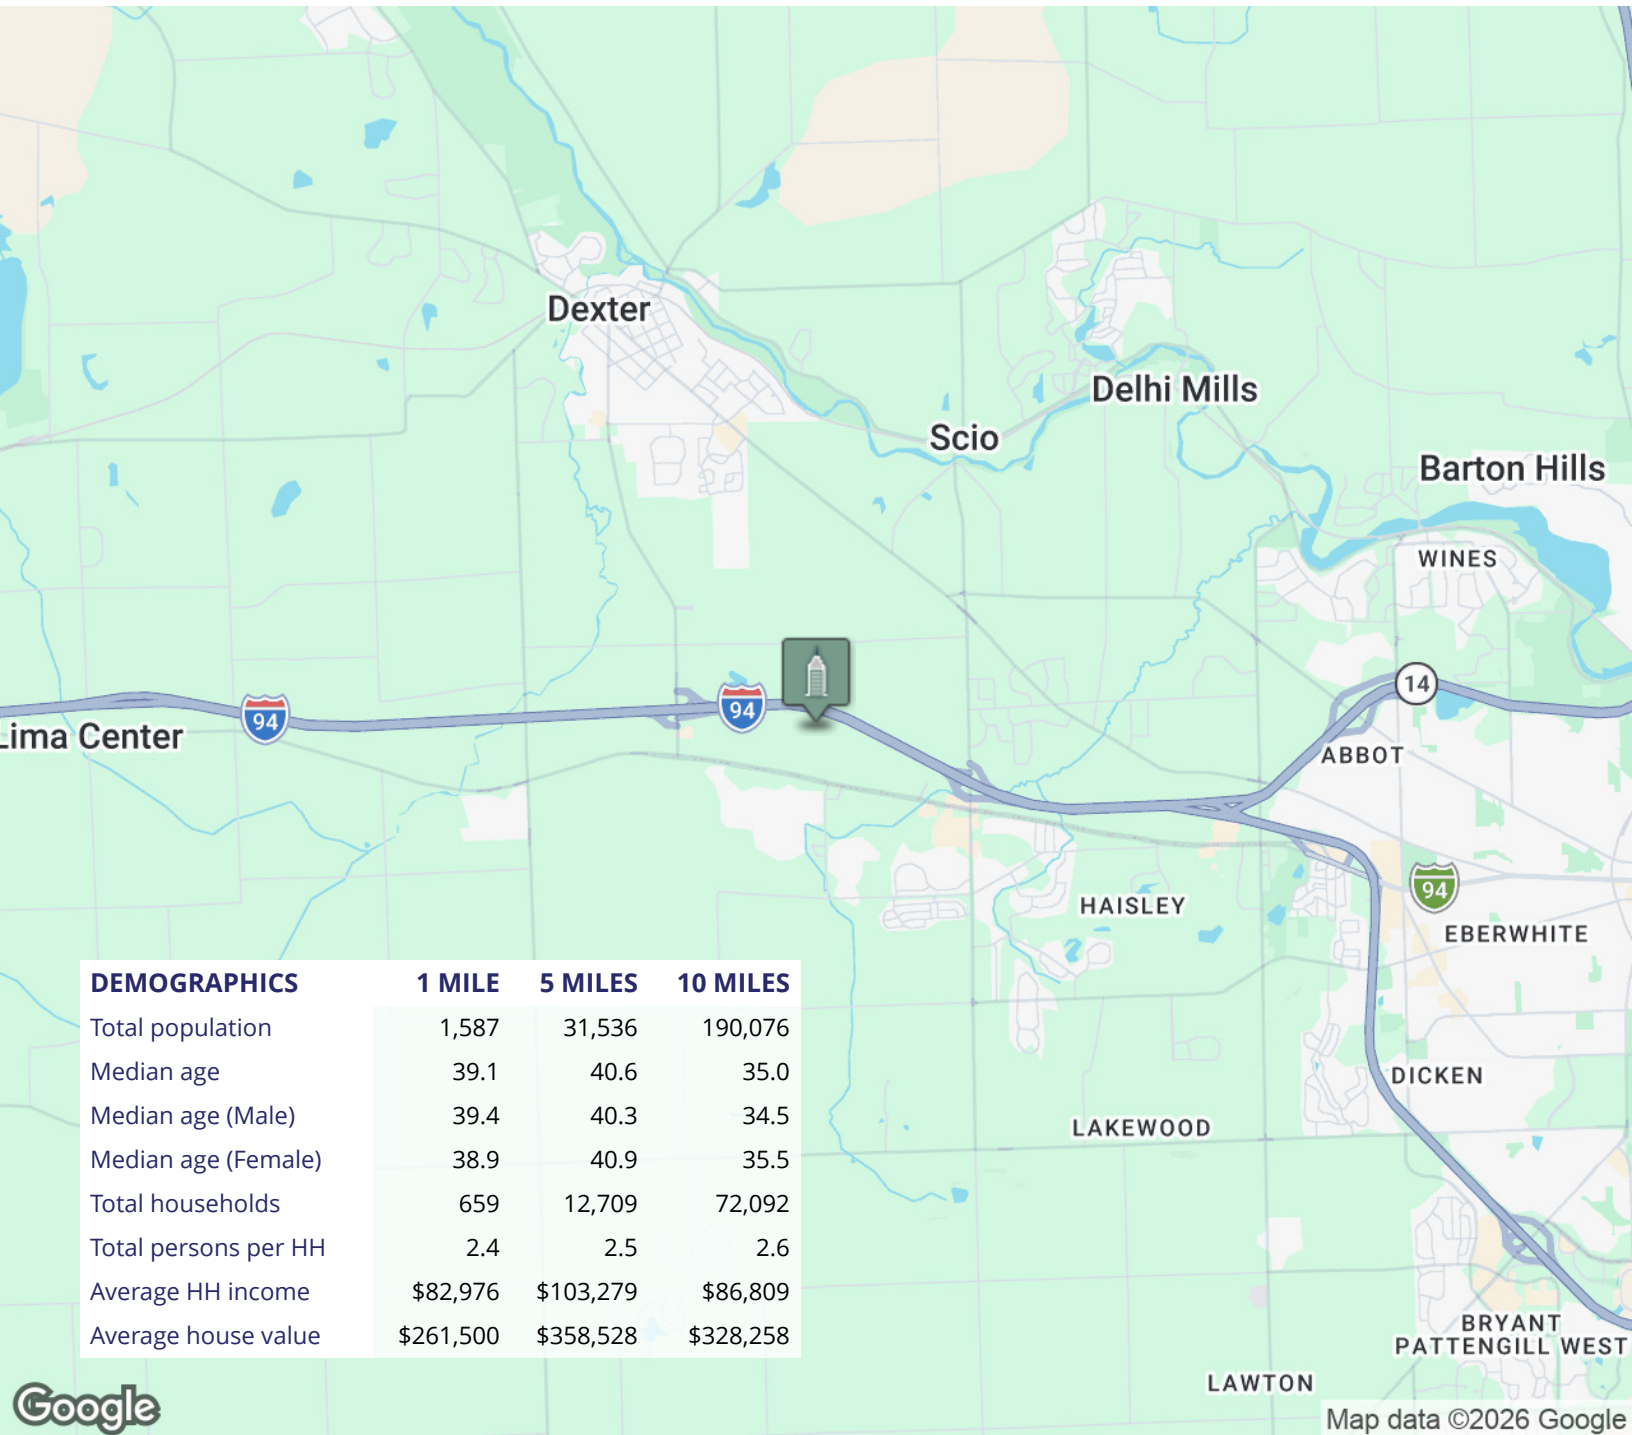 Dexter
Delhi Mills
Scio
Barton Hills
WINES
14
94
94
Lima Center
ABBOT
94
HAISLEY
EBERWHITE
DEMOGRAPHICS 1 MILE 5 MILES 10 MILES
Total population 1,587 31,536 190,076
Median age 39.1 40.6 35.0
Median age (Male) 39.4 40.3 34.5
Median age (Female) 38.9 40.9 35.5
Total households 659 12,709 72,092
Total persons per HH 2.4 2.5 2.6
Average HH income $82,976 $103,279 $86,809
Average house value $261,500 $358,528 $328,258
DICKEN
LAKEWOOD
BRYANT
PATTENGILL WEST
LAWTON
Google
Map data ©2026 Google